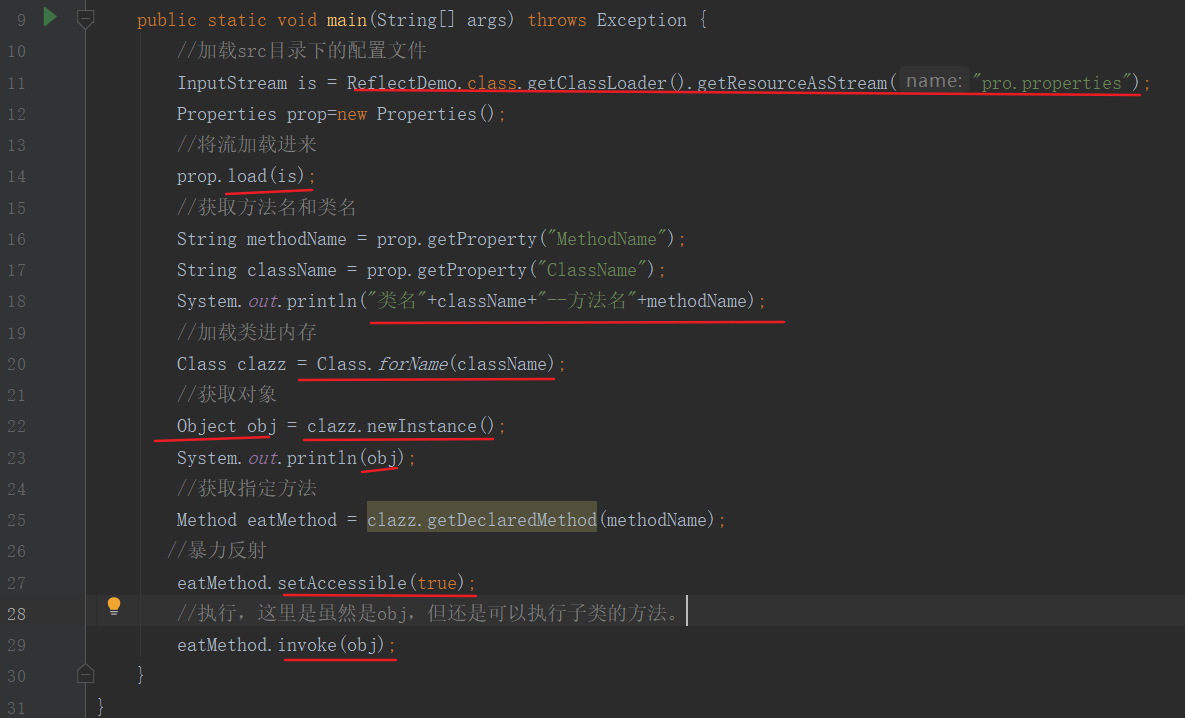 9 public static void main(String[] args) throws Exception {
10 //加载src目录下的配置文件
11 InputStream is = ReflectDemo.class.getClassLoader().getResourceAsStream( name: "pro.properties");
12 Properties prop=new Properties();
13 //将流加载进来
14 prop.load(is);
15 //获取方法名和类名
16 String methodName = prop.getProperty("MethodName");
17 String className = prop.getProperty("ClassName");
18 System.out.println("类名"+className+"--方法名"+methodName);
19 //加载类进内存
20 Class clazz = Class.forName(className);
21 //获取对象
22 Object obj = clazz.newInstance();
23 System.out.println(obj);
24 //获取指定方法
25 Method eatMethod = clazz.getDeclaredMethod(methodName);
26 //暴力反射
27 eatMethod.setAccessible(true);
28 //执行，这里是虽然是obj，但还是可以执行子类的方法。
29 eatMethod.invoke(obj);
30 }
31 }